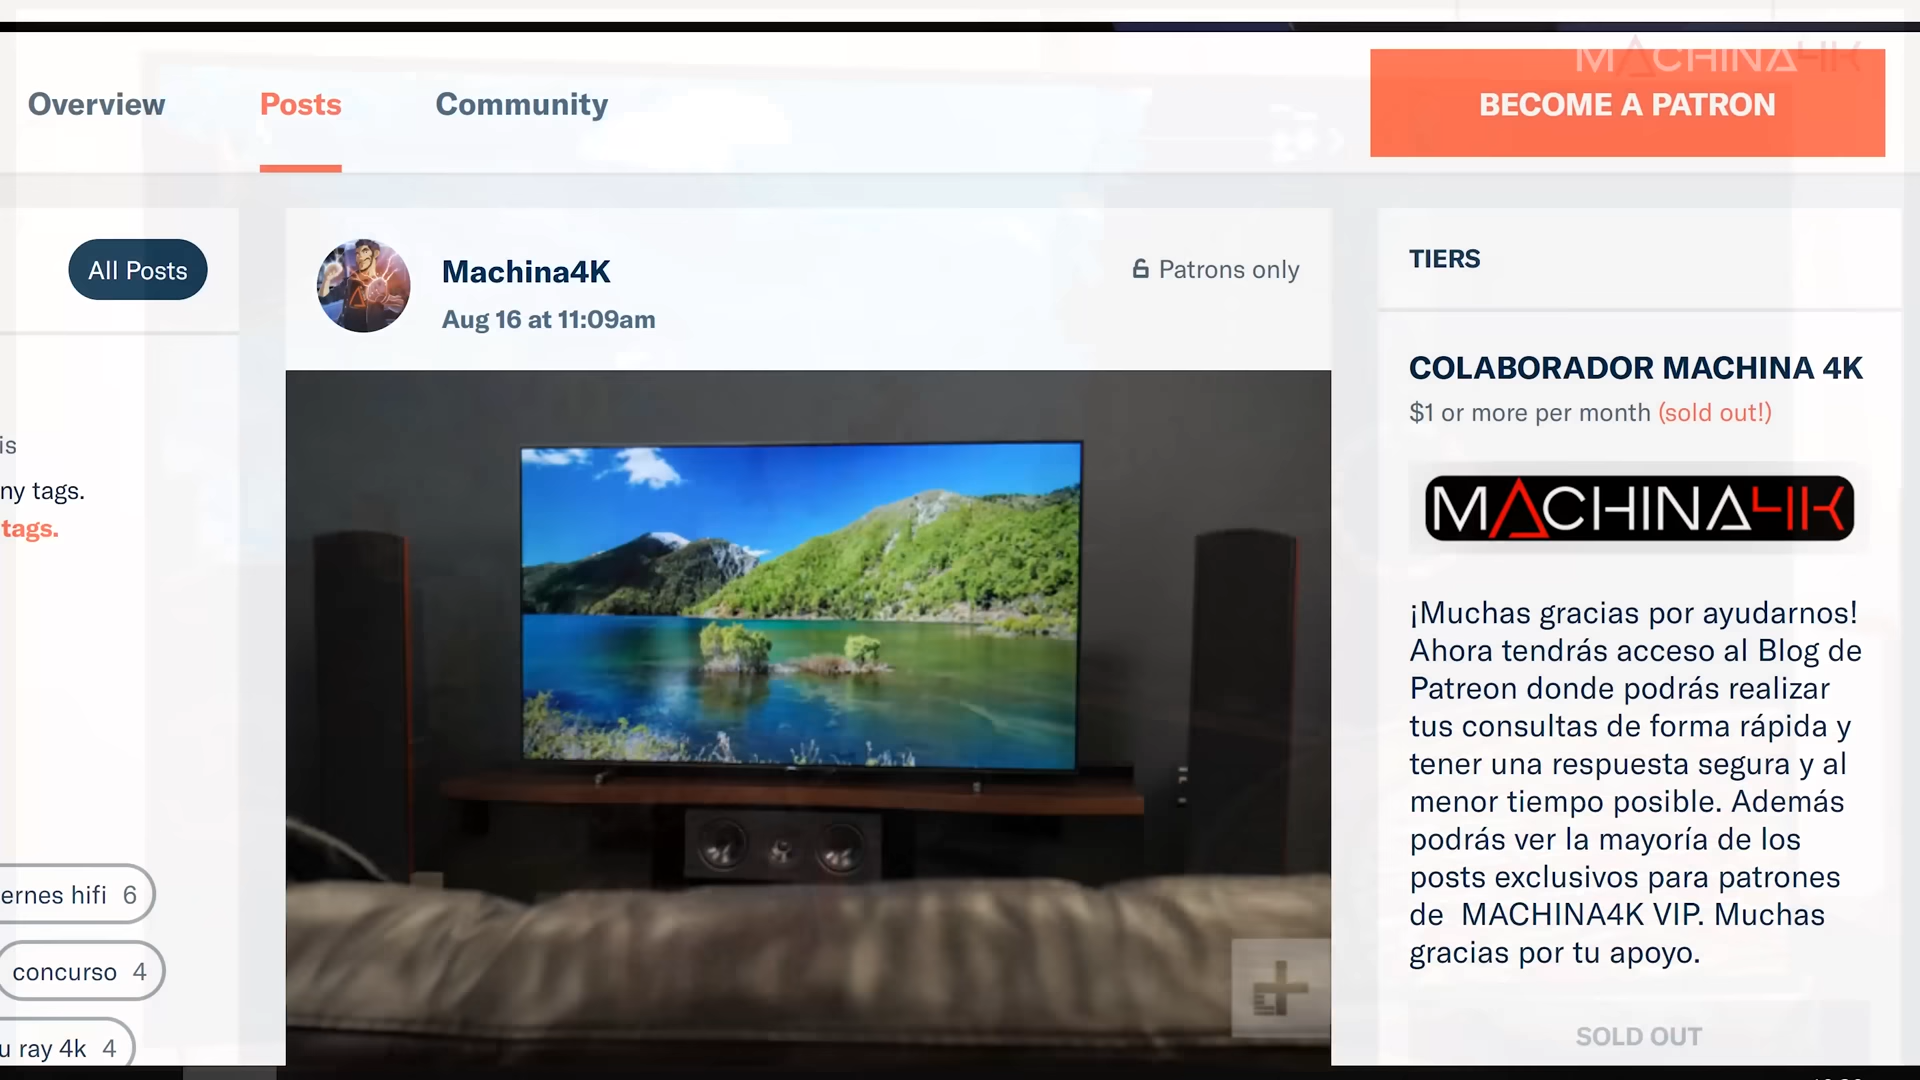 MACHINA4K
Overview
Posts
Community
BECOME A PATRON
All Posts
Machina4K
Aug 16 at 11:09am
Patrons only
TIERS
COLABORADOR MACHINA 4K
$1 or more per month (sold out!)
MACHINA4K
¡Muchas gracias por ayudarnos!
Ahora tendrás acceso al Blog de
Patreon donde podrás realizar
tus consultas de forma rápida y
tener una respuesta segura y al
menor tiempo posible. Además
podrás ver la mayoría de los
posts exclusivos para patrones
de MACHINA4K VIP. Muchas
gracias por tu apoyo.
SOLD OUT
is
ny tags.
tags.
ernes hifi 6
concurso 4
u ray 4k 4